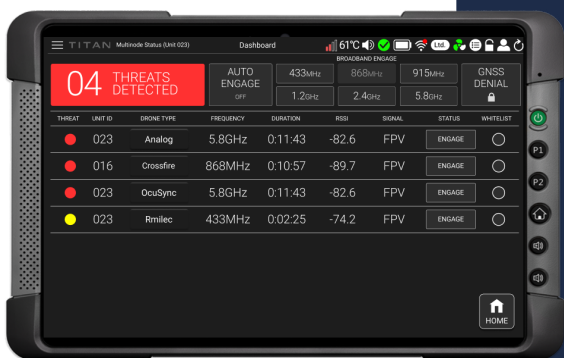 TITAN Multinode Status (Unit 023) Dashboard 61°C Ltd.
BROADBAND ENGAGE
04 THREATS DETECTED
AUTO ENGAGE OFF
433MHz 868MHz 915MHz
1.2GHz 2.4GHz 5.8GHz
GNSS DENIAL
THREAT UNIT ID DRONE TYPE FREQUENCY DURATION RSSI SIGNAL STATUS WHITELIST
023 Analog 5.8GHz 0:11:43 -82.6 FPV ENGAGE
016 Crossfire 868MHz 0:10:57 -89.7 FPV ENGAGE
023 OcuSync 5.8GHz 0:11:43 -82.6 FPV ENGAGE
023 Rmilec 433MHz 0:02:25 -74.2 FPV ENGAGE
HOME
P1
P2